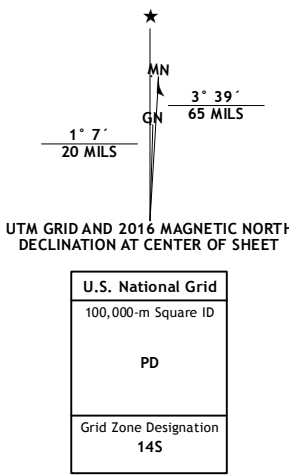 ★
MN
3° 39´
65 MILS
GN
1° 7´
20 MILS
UTM GRID AND 2016 MAGNETIC NORTH
DECLINATION AT CENTER OF SHEET
U.S. National Grid
100,000-m Square ID
PD
Grid Zone Designation
14S